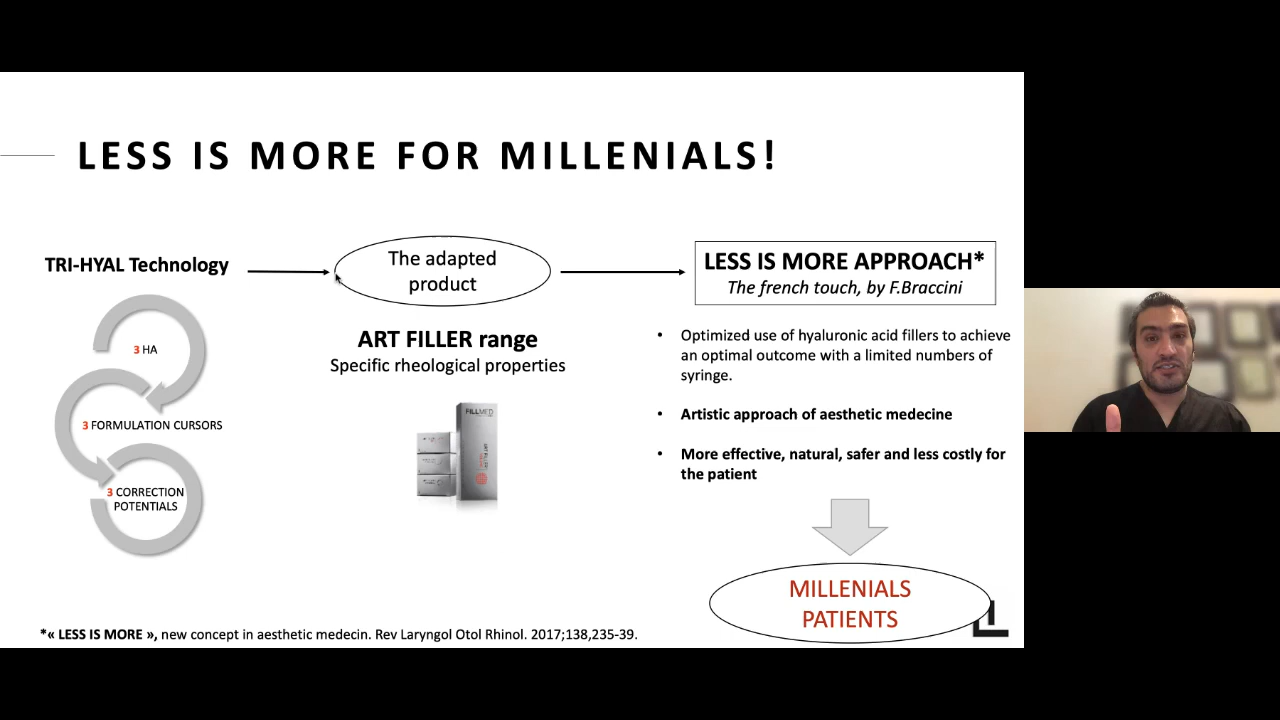 LESS IS MORE FOR MILLENIALS!
TRI-HYAL Technology
3 HA
3 FORMULATION CURSORS
3 CORRECTION
POTENTIALS
The adapted
product
ART FILLER range
Specific rheological properties
FILLMED
ART FILLER
LESS IS MORE APPROACH*
The french touch, by F.Braccini
• Optimized use of hyaluronic acid fillers to achieve
an optimal outcome with a limited numbers of
syringe.
• Artistic approach of aesthetic medecine
• More effective, natural, safer and less costly for
the patient
MILLENIALS
PATIENTS
*« LESS IS MORE », new concept in aesthetic medecin. Rev Laryngol Otol Rhinol. 2017;138,235-39.